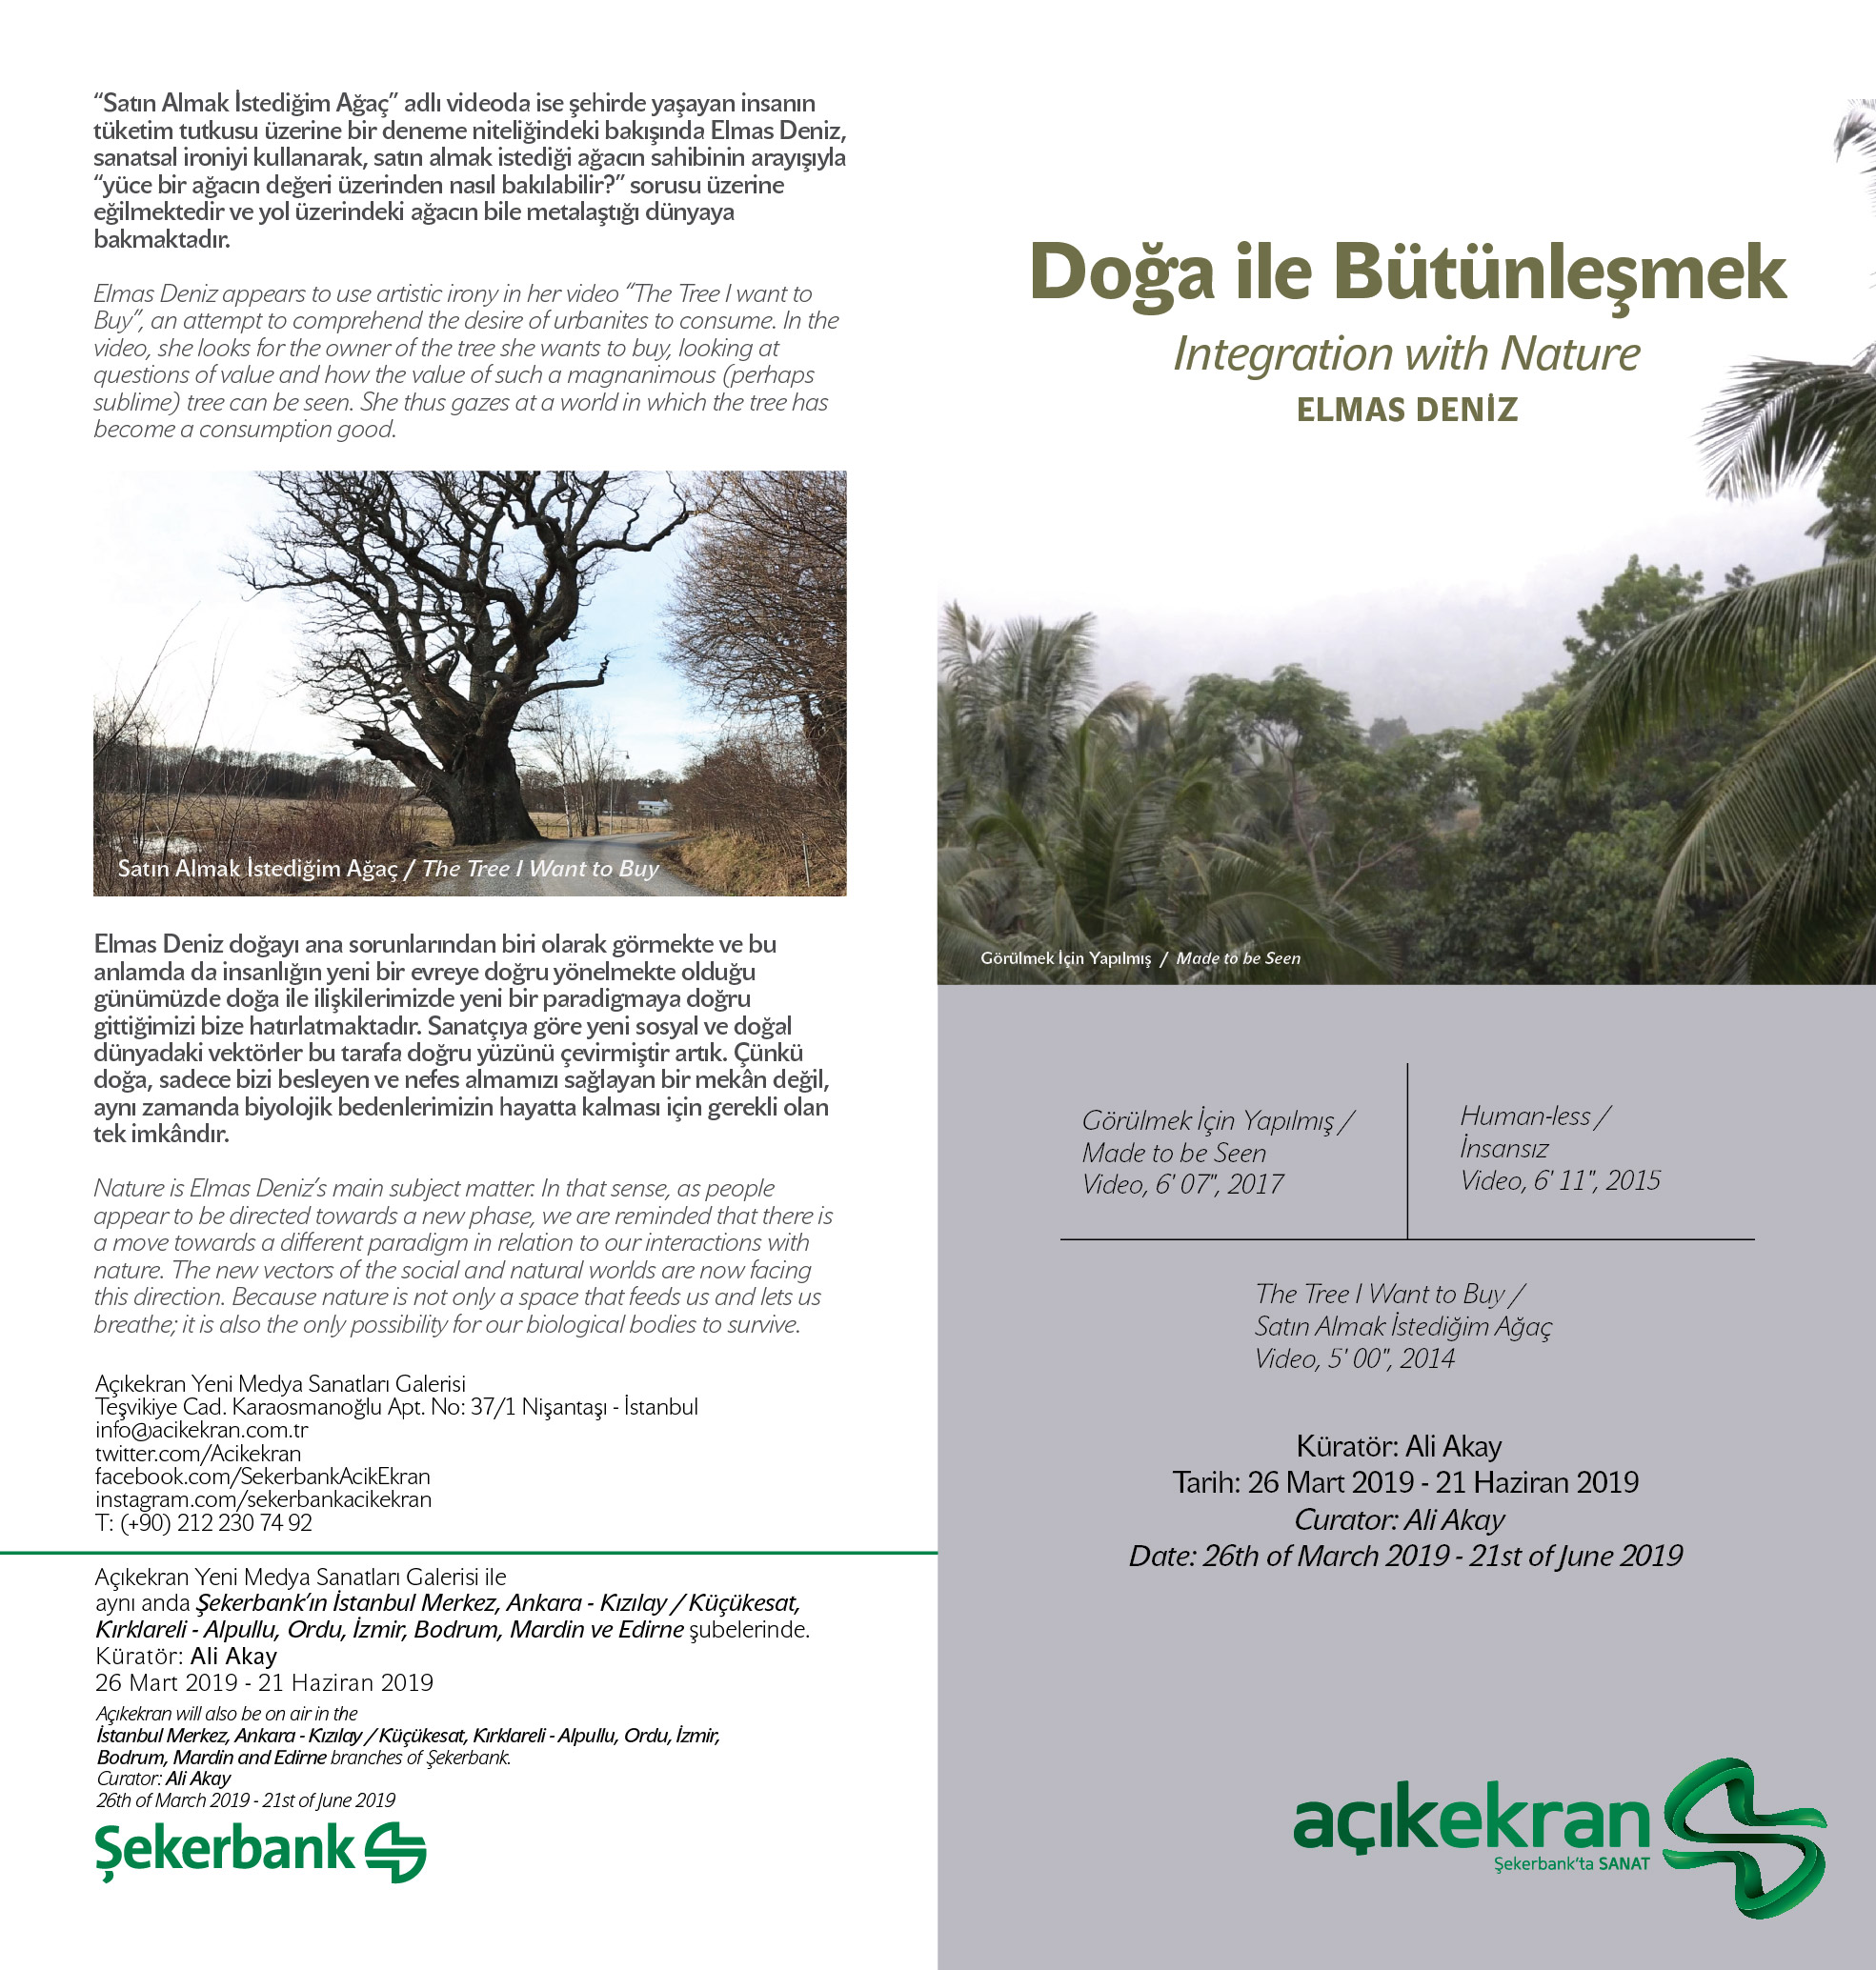 “Satın Almak İstediğim Ağaç” adlı videoda ise şehirde yaşayan insanın
tüketim tutkusu üzerine bir deneme niteliğindeki bakışında Elmas Deniz,
sanatsal ironiyi kullanarak, satın almak istediği ağacın sahibinin arayışıyla
“yüce bir ağacın değeri üzerinden nasıl bakılabilir?” sorusu üzerine
eğilmektedir ve yol üzerindeki ağacın bile metalaştığı dünyaya
bakmaktadır.
Elmas Deniz appears to use artistic irony in her video “The Tree I want to
Buy”, an attempt to comprehend the desire of urbanites to consume. In the
video, she looks for the owner of the tree she wants to buy, looking at
questions of value and how the value of such a magnanimous (perhaps
sublime) tree can be seen. She thus gazes at a world in which the tree has
become a consumption good.
Satın Almak İstediğim Ağaç / The Tree I Want to Buy
Elmas Deniz doğayı ana sorunlarından biri olarak görmekte ve bu
anlamda da insanlığın yeni bir evreye doğru yönelmekte olduğu
günümüzde doğa ile ilişkilerimizde yeni bir paradigmaya doğru
gittiğimizi bize hatırlatmaktadır. Sanatçıya göre yeni sosyal ve doğal
dünyadaki vektörler bu tarafa doğru yüzünü çevirmiştir artık. Çünkü
doğa, sadece bizi besleyen ve nefes almamızı sağlayan bir mekân değil,
aynı zamanda biyolojik bedenlerimizin hayatta kalması için gerekli olan
tek imkândır.
Nature is Elmas Deniz’s main subject matter. In that sense, as people
appear to be directed towards a new phase, we are reminded that there is
a move towards a different paradigm in relation to our interactions with
nature. The new vectors of the social and natural worlds are now facing
this direction. Because nature is not only a space that feeds us and lets us
breathe; it is also the only possibility for our biological bodies to survive.
Açıkekran Yeni Medya Sanatları Galerisi
Teşvikiye Cad. Karaosmanoğlu Apt. No: 37/1 Nişantaşı - İstanbul
info@acikekran.com.tr
twitter.com/Acikekran
facebook.com/SekerbankAcikEkran
instagram.com/sekerbankacikekran
T: (+90) 212 230 74 92
Açıkekran Yeni Medya Sanatları Galerisi ile
aynı anda Şekerbank’ın İstanbul Merkez, Ankara - Kızılay / Küçükesat,
Kırklareli - Alpullu, Ordu, İzmir, Bodrum, Mardin ve Edirne şubelerinde.
Küratör: Ali Akay
26 Mart 2019 - 21 Haziran 2019
Açıkekran will also be on air in the
İstanbul Merkez, Ankara - Kızılay / Küçükesat, Kırklareli - Alpullu, Ordu, İzmir,
Bodrum, Mardin and Edirne branches of Şekerbank.
Curator: Ali Akay
26th of March 2019 - 21st of June 2019
Şekerbank
Doğa ile Bütünleşmek
Integration with Nature
ELMAS DENİZ
Görülmek İçin Yapılmış / Made to be Seen
Görülmek İçin Yapılmış /
Made to be Seen
Video, 6' 07", 2017
Human-less /
İnsansız
Video, 6' 11", 2015
The Tree I Want to Buy /
Satın Almak İstediğim Ağaç
Video, 5' 00", 2014
Küratör: Ali Akay
Tarih: 26 Mart 2019 - 21 Haziran 2019
Curator: Ali Akay
Date: 26th of March 2019 - 21st of June 2019
açıkekran
Şekerbank’ta SANAT